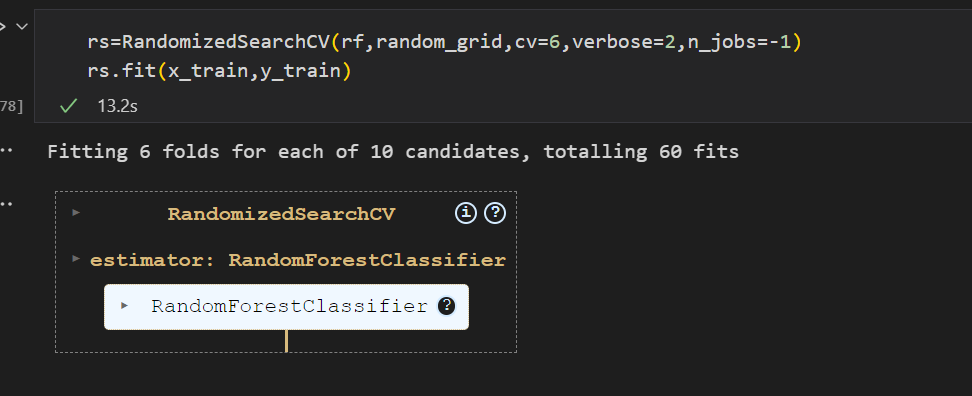 rs=RandomizedSearchCV(rf,random_grid,cv=6,verbose=2,n_jobs=-1)
rs.fit(x_train,y_train)
78]
13.2s
Fitting 6 folds for each of 10 candidates, totalling 60 fits
RandomizedSearchCV i ?
estimator: RandomForestClassifier
RandomForestClassifier ?